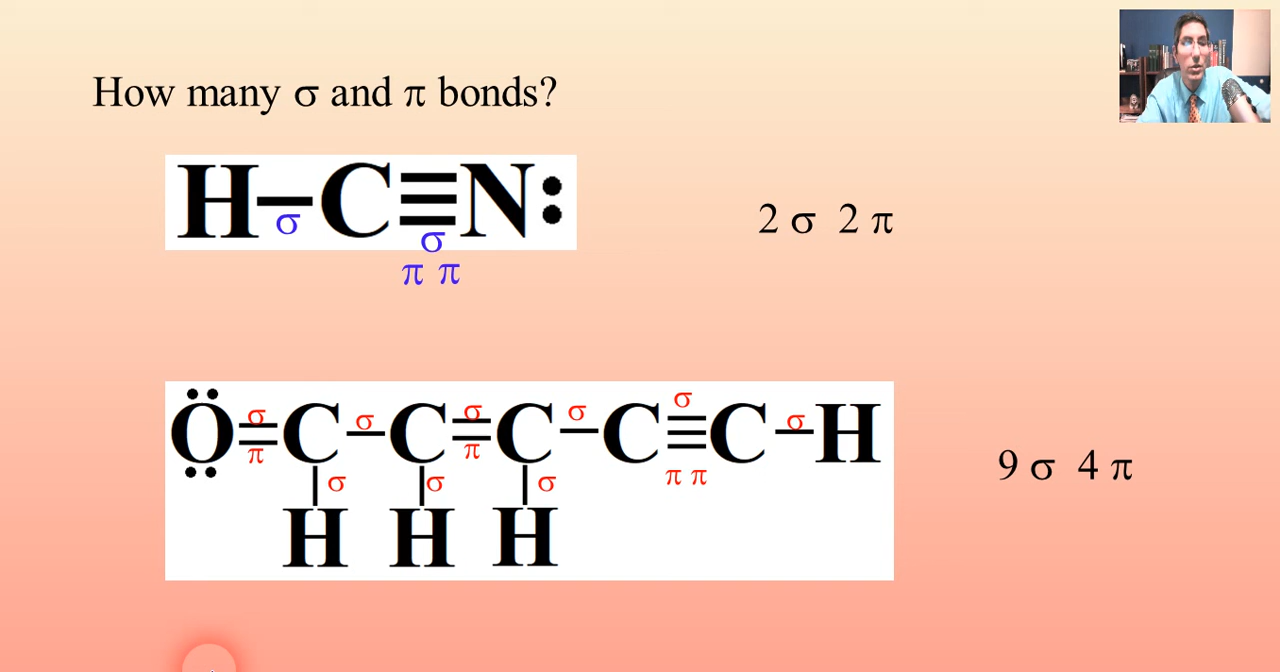 How many σ and π bonds?
H–C≡N:
σ
σ
π π
2 σ 2 π
σ σ σ σ σ σ
Ö=C–C=C–C≡C–H
π π π π
σ σ σ
H H H
9 σ 4 π